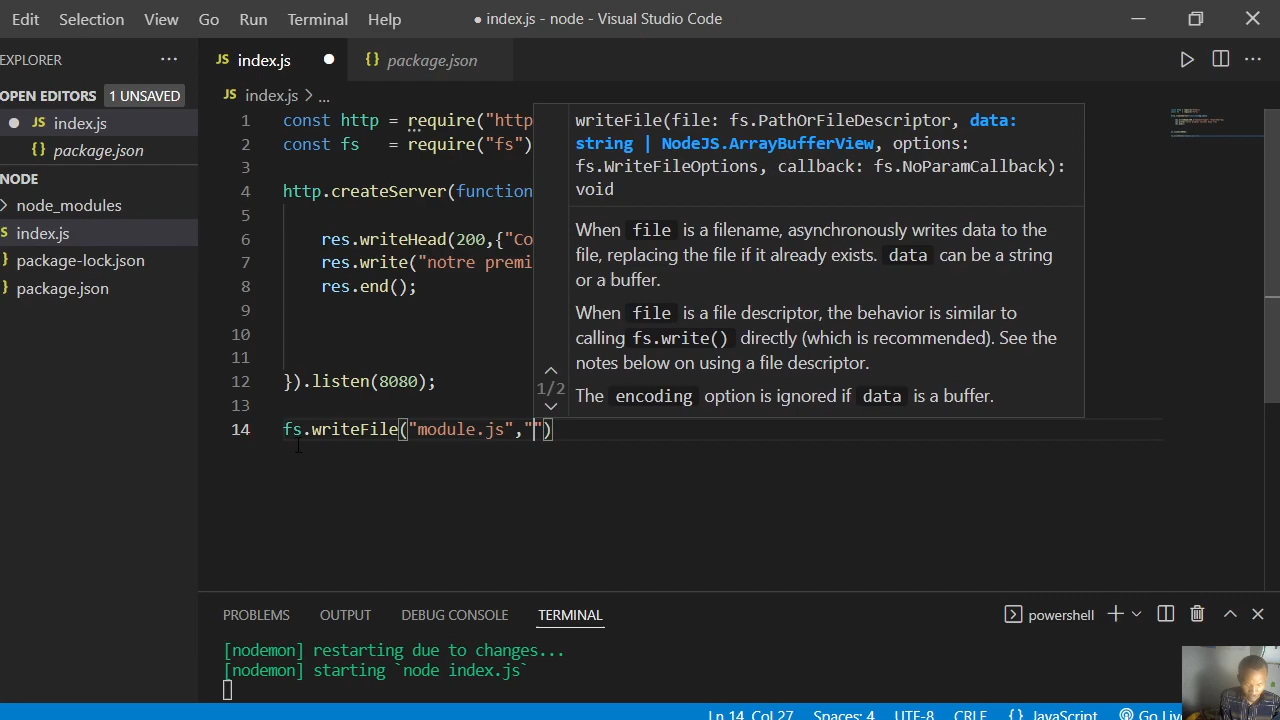 Edit Selection View Go Run Terminal Help ● index.js - node - Visual Studio Code
EXPLORER ···
JS index.js ●
{} package.json
OPEN EDITORS 1 UNSAVED
JS index.js > ...
● JS index.js
{} package.json
NODE
> node_modules
index.js
package-lock.json
package.json
1 const http = require("http
2 const fs = require("fs")
3
4 http.createServer(function
5
6 res.writeHead(200,{"Co
7 res.write("notre premi
8 res.end();
9
10
11
12 }).listen(8080);
13
14 fs.writeFile("module.js","")
writeFile(file: fs.PathOrFileDescriptor, data:
string | NodeJS.ArrayBufferView, options:
fs.WriteFileOptions, callback: fs.NoParamCallback):
void
When file is a filename, asynchronously writes data to the
file, replacing the file if it already exists. data can be a string
or a buffer.
When file is a file descriptor, the behavior is similar to
calling fs.write() directly (which is recommended). See the
notes below on using a file descriptor.
1/2
The encoding option is ignored if data is a buffer.
PROBLEMS OUTPUT DEBUG CONSOLE TERMINAL
powershell
[nodemon] restarting due to changes...
[nodemon] starting `node index.js`
Ln 14, Col 27 Spaces: 4 UTF-8 CRLF {} JavaScript Go Liv